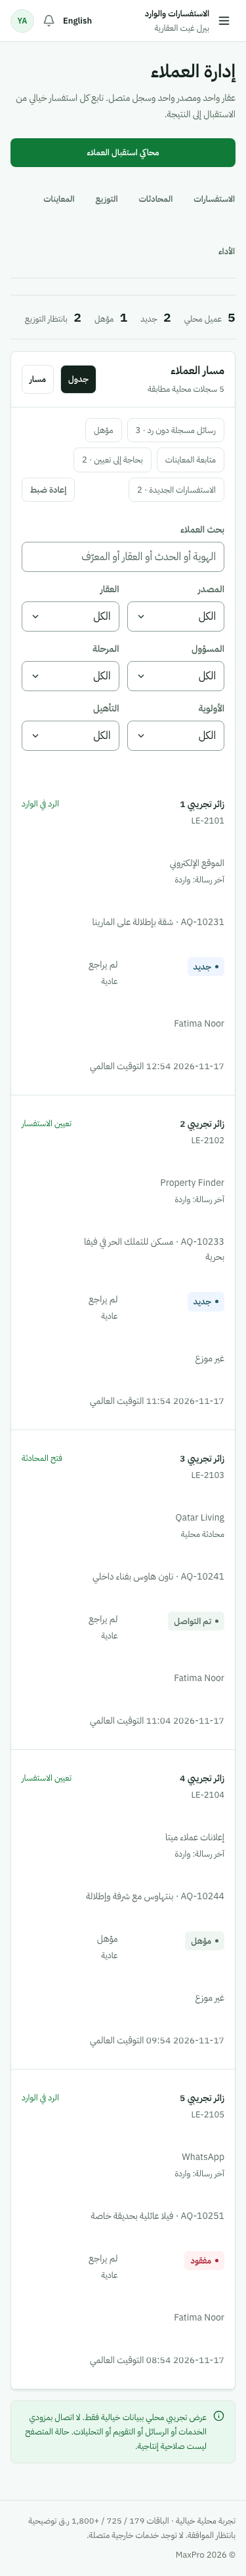 الاستفسارات والوارد
بيرل غيت العقارية
English
YA
إدارة العملاء
عقار واحد ومصدر واحد وسجل متصل. تابع كل استفسار خيالي من
الاستقبال إلى النتيجة.
محاكي استقبال العملاء
الاستفسارات
المحادثات
التوزيع
المعاينات
الأداء
5 عميل محلي
2 جديد
1 مؤهل
2 بانتظار التوزيع
مسار العملاء
5 سجلات محلية مطابقة
جدول
مسار
رسائل مسجلة دون رد · 3
مؤهل
متابعة المعاينات
بحاجة إلى تعيين · 2
الاستفسارات الجديدة · 2
إعادة ضبط
بحث العملاء
الهوية أو الحدث أو العقار أو المعرّف
المصدر
العقار
الكل
الكل
المسؤول
المرحلة
الكل
الكل
الأولوية
التأهيل
الكل
الكل
زائر تجريبي 1
الرد في الوارد
LE-2101
الموقع الإلكتروني
آخر رسالة: واردة
AQ-10231 · شقة بإطلالة على المارينا
جديد
لم يراجع
عادية
Fatima Noor
2026-11-17 12:54 التوقيت العالمي
زائر تجريبي 2
تعيين الاستفسار
LE-2102
Property Finder
آخر رسالة: واردة
AQ-10233 · مسكن للتملك الحر في فيفا
بحرية
جديد
لم يراجع
عادية
غير موزع
2026-11-17 11:54 التوقيت العالمي
زائر تجريبي 3
فتح المحادثة
LE-2103
Qatar Living
محادثة محلية
AQ-10241 · تاون هاوس بفناء داخلي
تم التواصل
لم يراجع
عادية
Fatima Noor
2026-11-17 11:04 التوقيت العالمي
زائر تجريبي 4
تعيين الاستفسار
LE-2104
إعلانات عملاء ميتا
آخر رسالة: واردة
AQ-10244 · بنتهاوس مع شرفة وإطلالة
مؤهل
مؤهل
عادية
غير موزع
2026-11-17 09:54 التوقيت العالمي
زائر تجريبي 5
الرد في الوارد
LE-2105
WhatsApp
آخر رسالة: واردة
AQ-10251 · فيلا عائلية بحديقة خاصة
مفقود
لم يراجع
عادية
Fatima Noor
2026-11-17 08:54 التوقيت العالمي
عرض تجريبي محلي ببيانات خيالية فقط. لا اتصال بمزودي
الخدمات أو الرسائل أو التقويم أو التحليلات. حالة المتصفح
ليست صلاحية إنتاجية.
تجربة محلية خيالية · الباقات 179 / 725 / +1,800 ر.ق توضيحية
بانتظار الموافقة. لا توجد خدمات خارجية متصلة.
© 2026 MaxPro